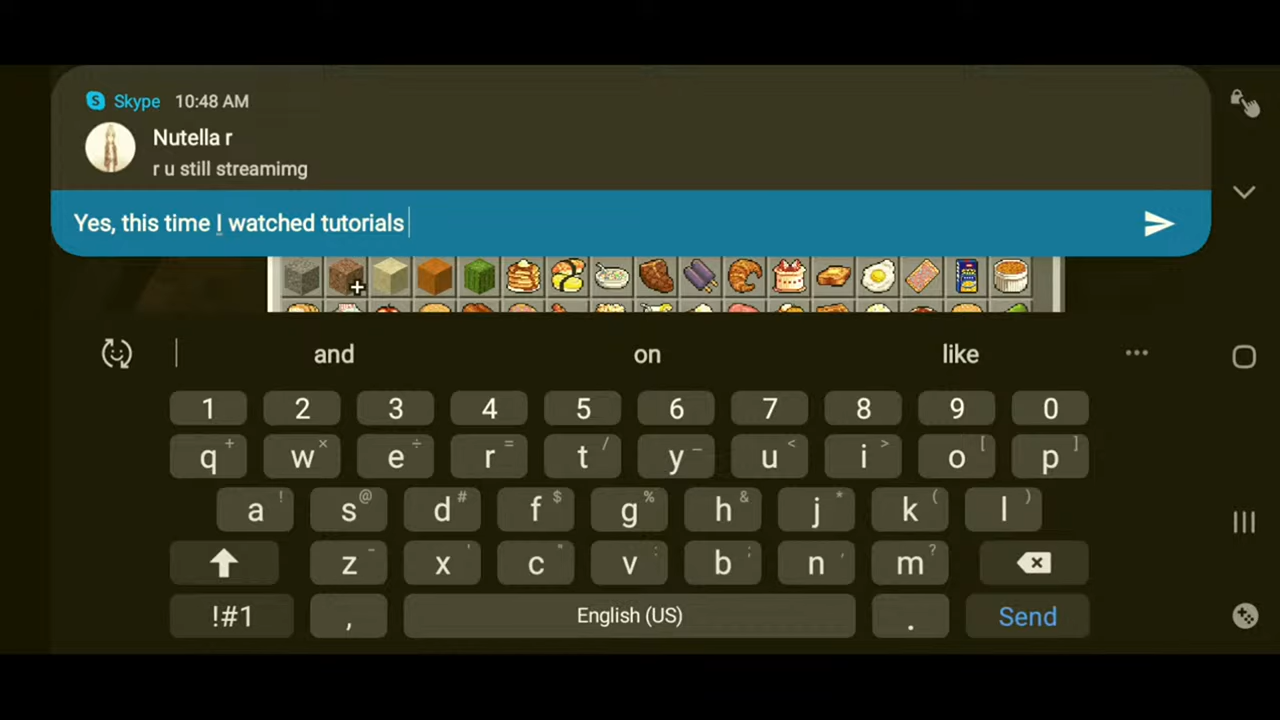 Skype 10:48 AM
Nutella r
r u still streamimg
Yes, this time I watched tutorials
and on like ...
1 2 3 4 5 6 7 8 9 0
q + w × e ÷ r = t / y _ u < i > o [ p ]
a ! s @ d # f $ g % h & j * k ( l )
z - x ' c " v : b ; n , m ?
!#1 , English (US) . Send